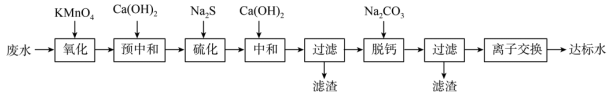 KMnO₄ Ca(OH)₂ Na₂S Ca(OH)₂ Na₂CO₃
废水 氧化 预中和 硫化 中和 过滤 脱钙 过滤 离子交换 达标水
滤渣 滤渣